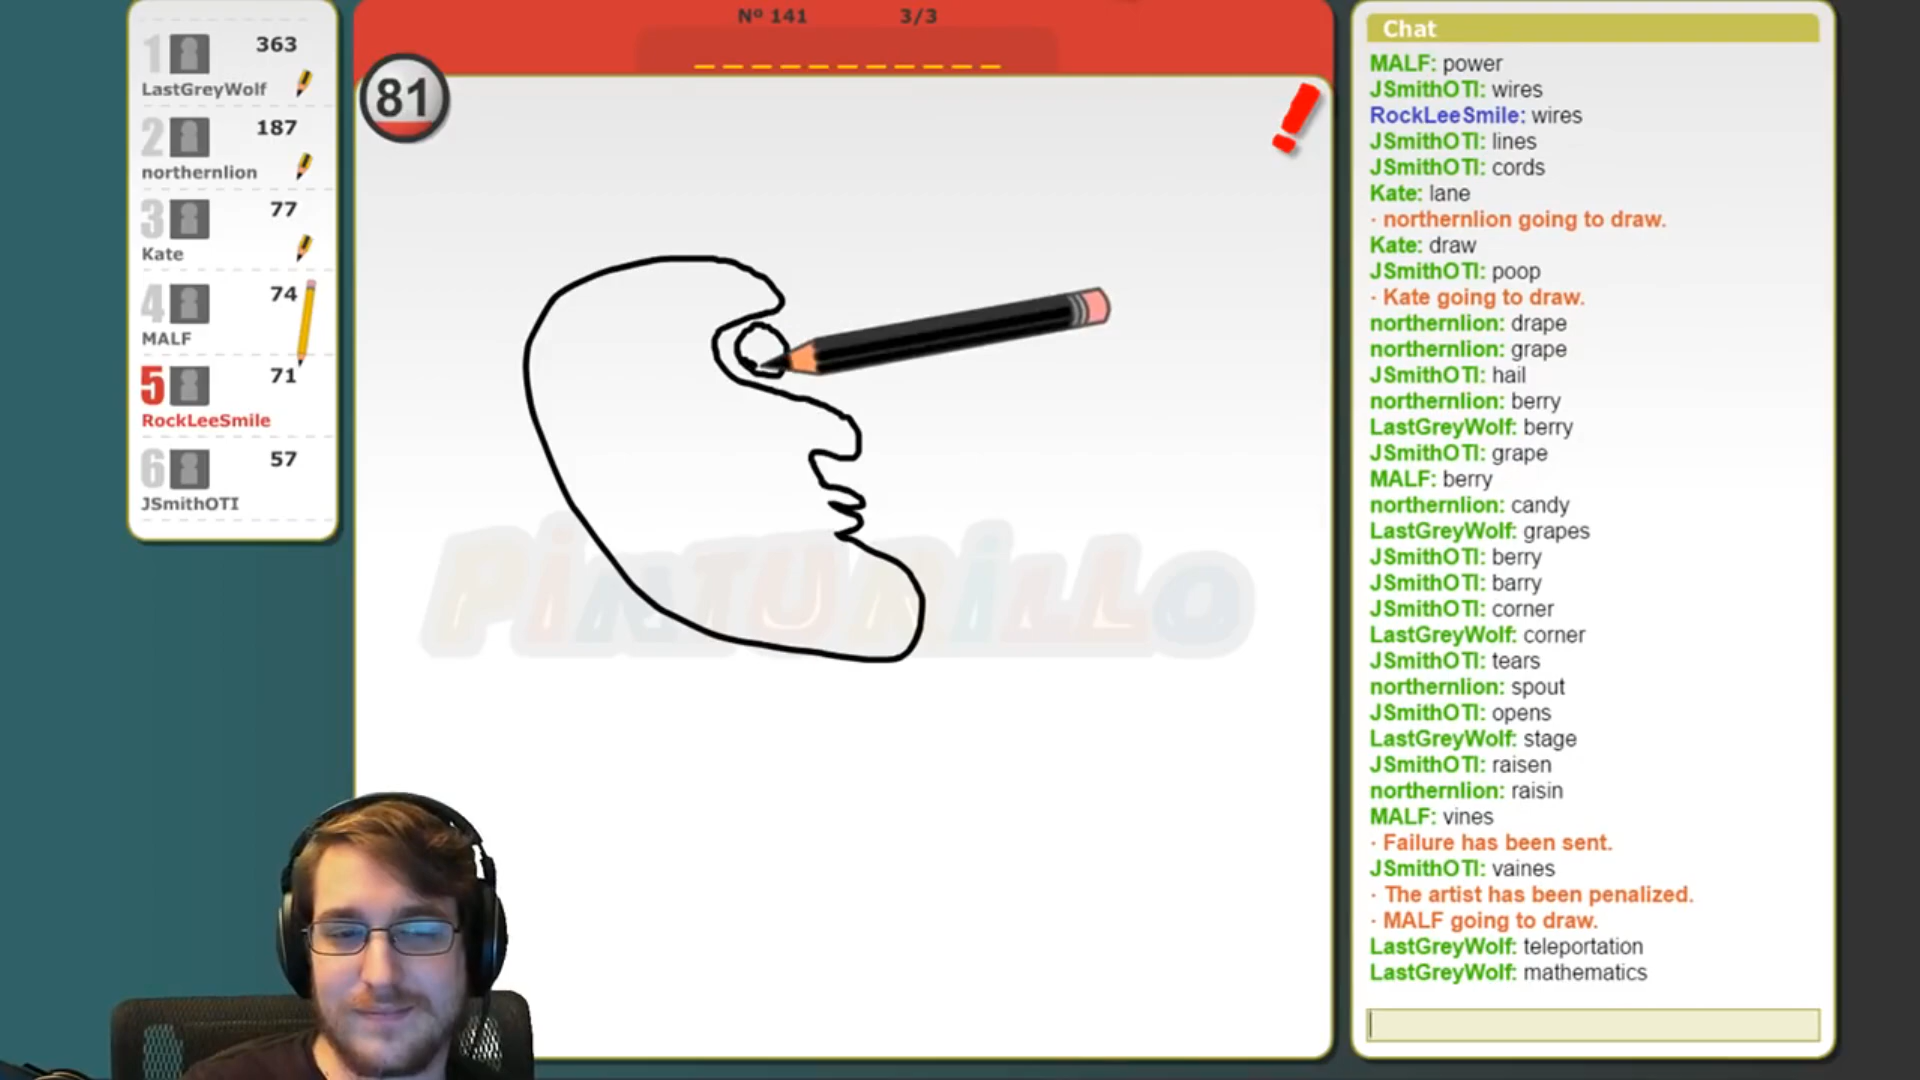 1 363
LastGreyWolf
2 187
northernlion
3 77
Kate
4 74
MALF
5 71
RockLeeSmile
6 57
JSmithOTI
Nº 141 3/3
81
PINTURILLO
Chat
MALF: power
JSmithOTI: wires
RockLeeSmile: wires
JSmithOTI: lines
JSmithOTI: cords
Kate: lane
· northernlion going to draw.
Kate: draw
JSmithOTI: poop
· Kate going to draw.
northernlion: drape
northernlion: grape
JSmithOTI: hail
northernlion: berry
LastGreyWolf: berry
JSmithOTI: grape
MALF: berry
northernlion: candy
LastGreyWolf: grapes
JSmithOTI: berry
JSmithOTI: barry
JSmithOTI: corner
LastGreyWolf: corner
JSmithOTI: tears
northernlion: spout
JSmithOTI: opens
LastGreyWolf: stage
JSmithOTI: raisen
northernlion: raisin
MALF: vines
· Failure has been sent.
JSmithOTI: vaines
· The artist has been penalized.
· MALF going to draw.
LastGreyWolf: teleportation
LastGreyWolf: mathematics